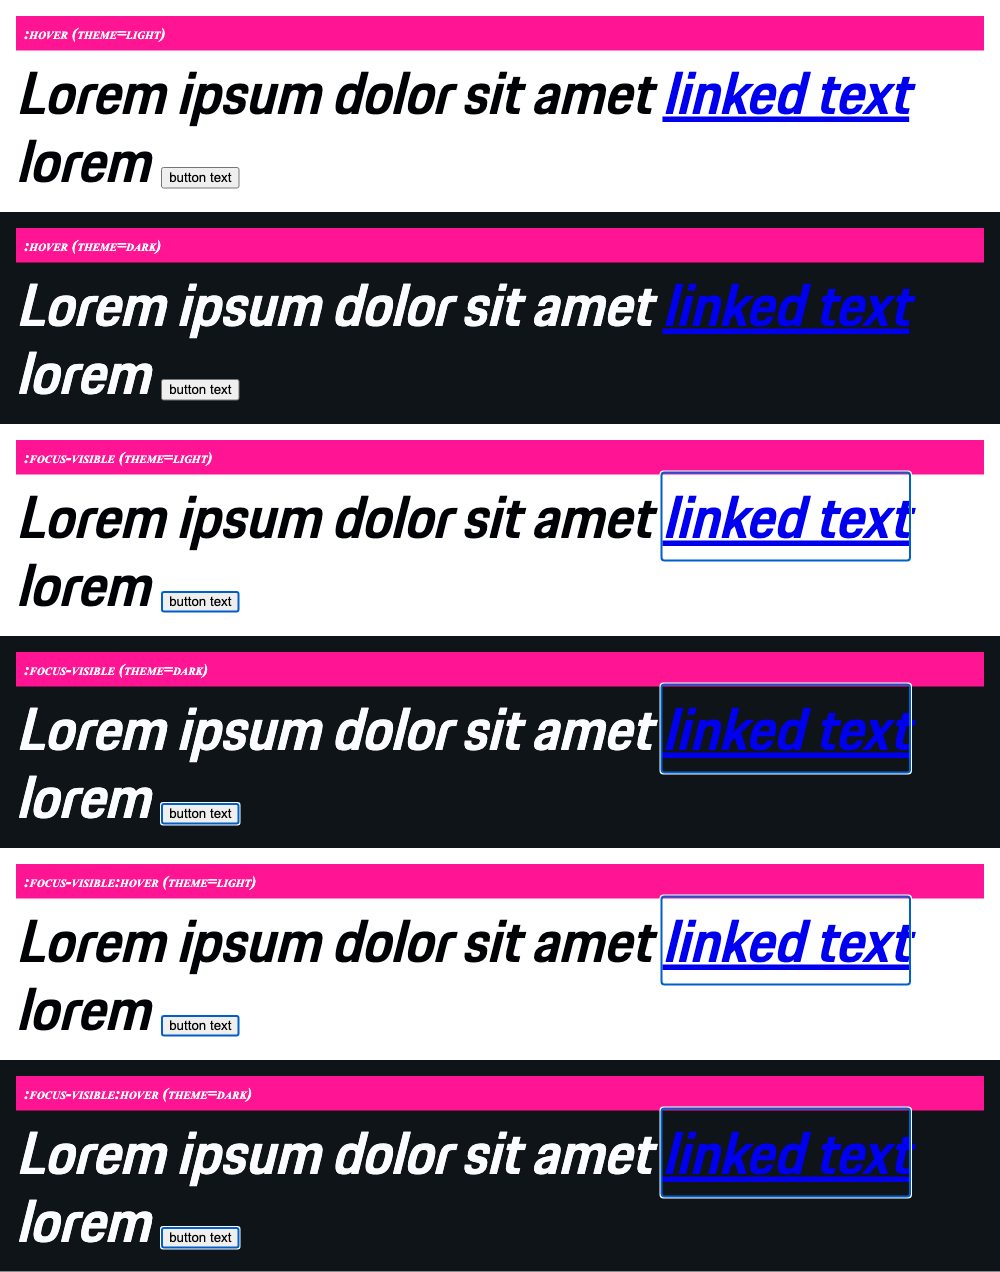 :hover (theme=light)
Lorem ipsum dolor sit amet linked text
lorem button text
:hover (theme=dark)
Lorem ipsum dolor sit amet linked text
lorem button text
:focus-visible (theme=light)
Lorem ipsum dolor sit amet linked text
lorem button text
:focus-visible (theme=dark)
Lorem ipsum dolor sit amet linked text
lorem button text
:focus-visible:hover (theme=light)
Lorem ipsum dolor sit amet linked text
lorem button text
:focus-visible:hover (theme=dark)
Lorem ipsum dolor sit amet linked text
lorem button text